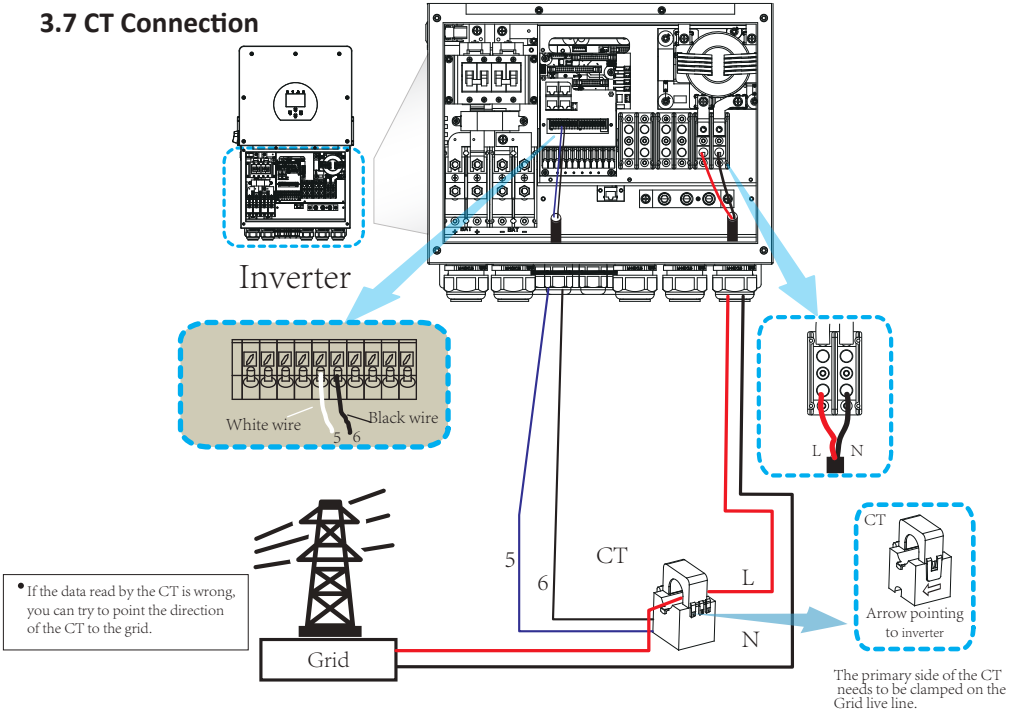 3.7 CT Connection
+ BAT + − BAT −
Inverter
White wire
Black wire
5 6
L N
5
6
CT
L
N
CT
Arrow pointing
to inverter
• If the data read by the CT is wrong,
you can try to point the direction
of the CT to the grid.
Grid
The primary side of the CT
needs to be clamped on the
Grid live line.